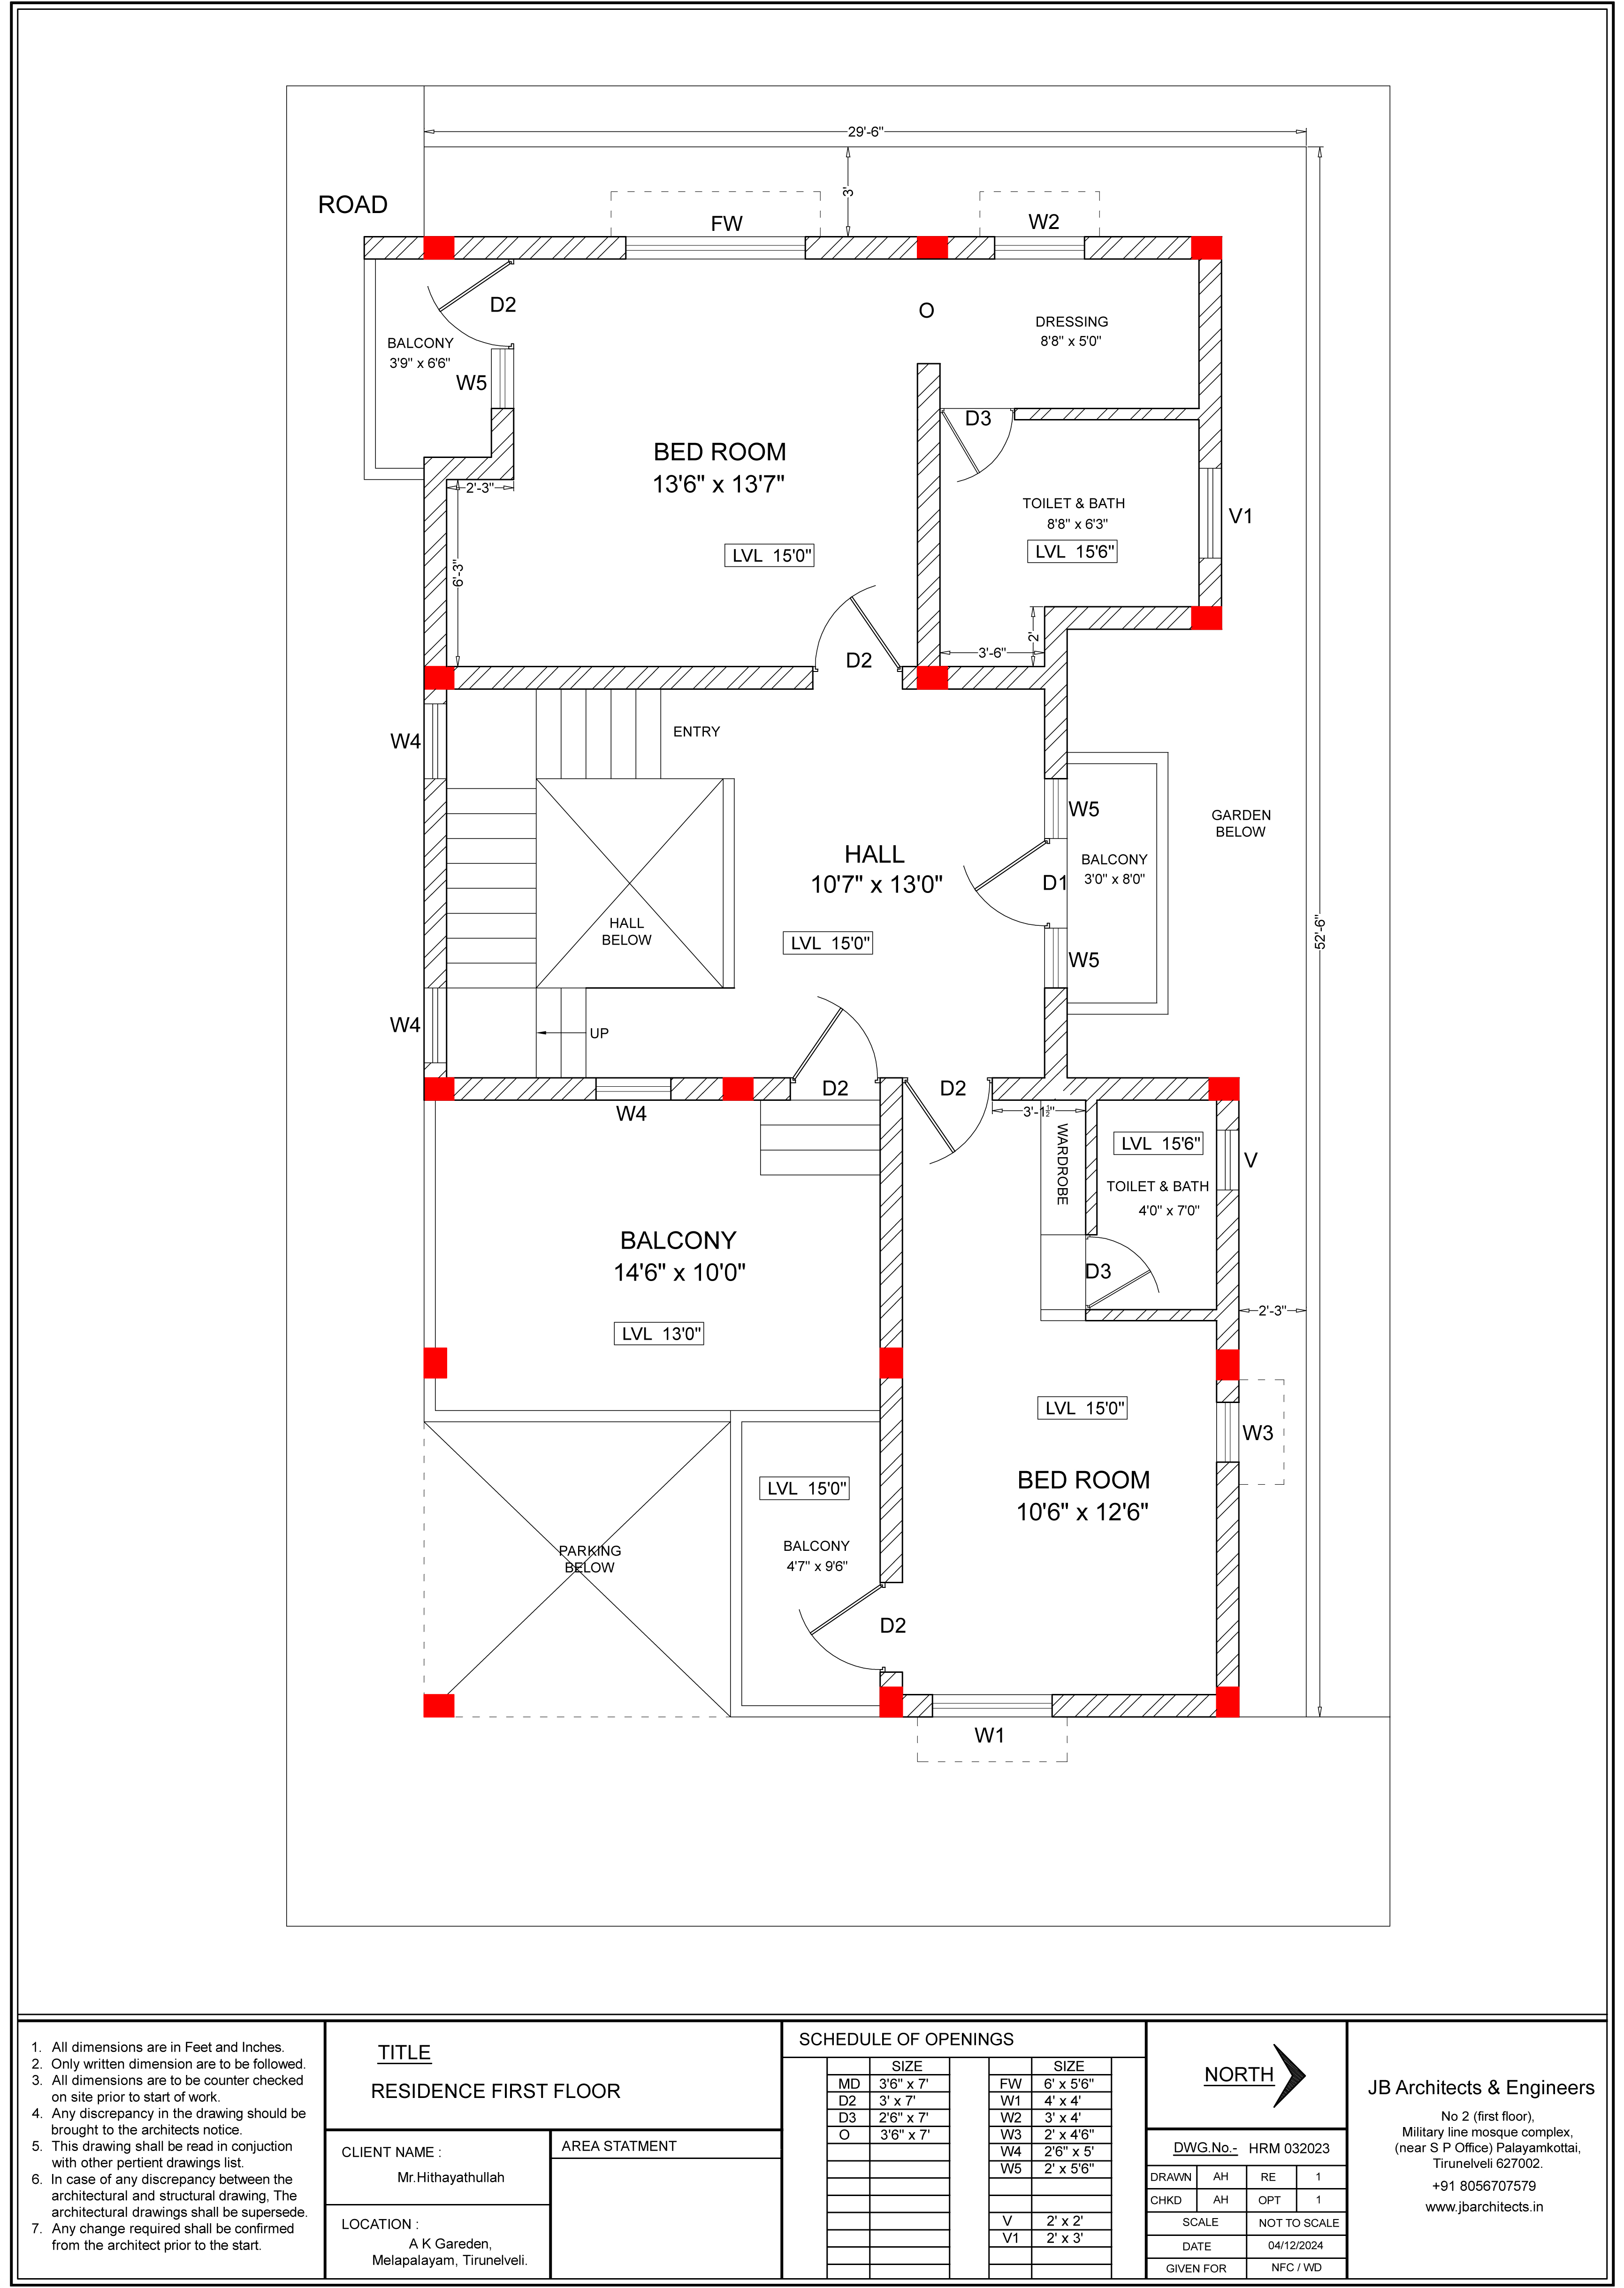 29'-6"
ROAD
3'
FW
W2
D2
O
DRESSING
8'8" x 5'0"
BALCONY
3'9" x 6'6"
W5
D3
BED ROOM
13'6" x 13'7"
2'-3"
TOILET & BATH
8'8" x 6'3"
V1
LVL 15'0"
LVL 15'6"
6'-3"
2'
3'-6"
D2
ENTRY
W4
W5
GARDEN
BELOW
HALL
10'7" x 13'0"
BALCONY
3'0" x 8'0"
D1
HALL
BELOW
LVL 15'0"
52'-6"
W5
W4
UP
D2
D2
W4
3'-1½"
WARDROBE
LVL 15'6"
V
TOILET & BATH
4'0" x 7'0"
BALCONY
14'6" x 10'0"
D3
2'-3"
LVL 13'0"
LVL 15'0"
W3
BED ROOM
10'6" x 12'6"
LVL 15'0"
PARKING
BELOW
BALCONY
4'7" x 9'6"
D2
W1
1. All dimensions are in Feet and Inches.
2. Only written dimension are to be followed.
3. All dimensions are to be counter checked
on site prior to start of work.
4. Any discrepancy in the drawing should be
brought to the architects notice.
5. This drawing shall be read in conjuction
with other pertient drawings list.
6. In case of any discrepancy between the
architectural and structural drawing, The
architectural drawings shall be supersede.
7. Any change required shall be confirmed
from the architect prior to the start.
TITLE
RESIDENCE FIRST FLOOR
CLIENT NAME :
Mr.Hithayathullah
LOCATION :
A K Gareden,
Melapalayam, Tirunelveli.
AREA STATMENT
SCHEDULE OF OPENINGS
SIZE
MD 3'6" x 7'
D2 3' x 7'
D3 2'6" x 7'
O 3'6" x 7'
SIZE
FW 6' x 5'6"
W1 4' x 4'
W2 3' x 4'
W3 2' x 4'6"
W4 2'6" x 5'
W5 2' x 5'6"
V 2' x 2'
V1 2' x 3'
NORTH
DWG.No.- HRM 032023
DRAWN AH RE 1
CHKD AH OPT 1
SCALE NOT TO SCALE
DATE 04/12/2024
GIVEN FOR NFC / WD
JB Architects & Engineers
No 2 (first floor),
Military line mosque complex,
(near S P Office) Palayamkottai,
Tirunelveli 627002.
+91 8056707579
www.jbarchitects.in